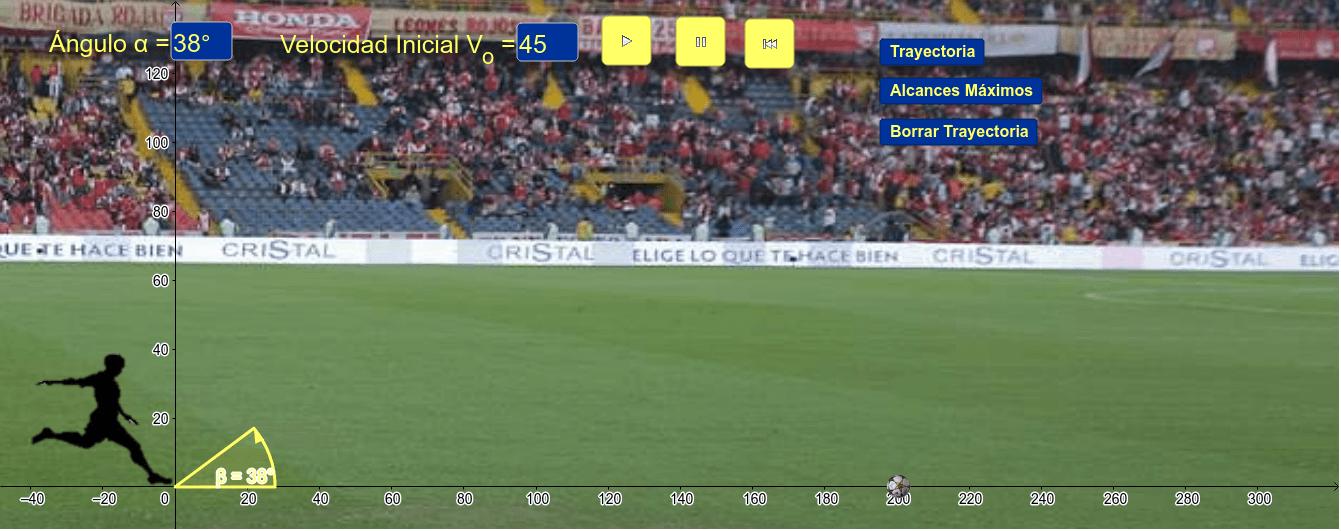 BRIGADA ROJIC
HONDA
LEONES ROJOS
Ángulo α = 38°
Velocidad Inicial Vo = 45
Trayectoria
Alcances Máximos
Borrar Trayectoria
120
100
80
QUE TE HACE BIEN CRISTAL CRISTAL ELIGE LO QUE TE HACE BIEN CRISTAL CRISTAL ELIG
60
40
20
β = 38°
–40 –20 0 20 40 60 80 100 120 140 160 180 200 220 240 260 280 300